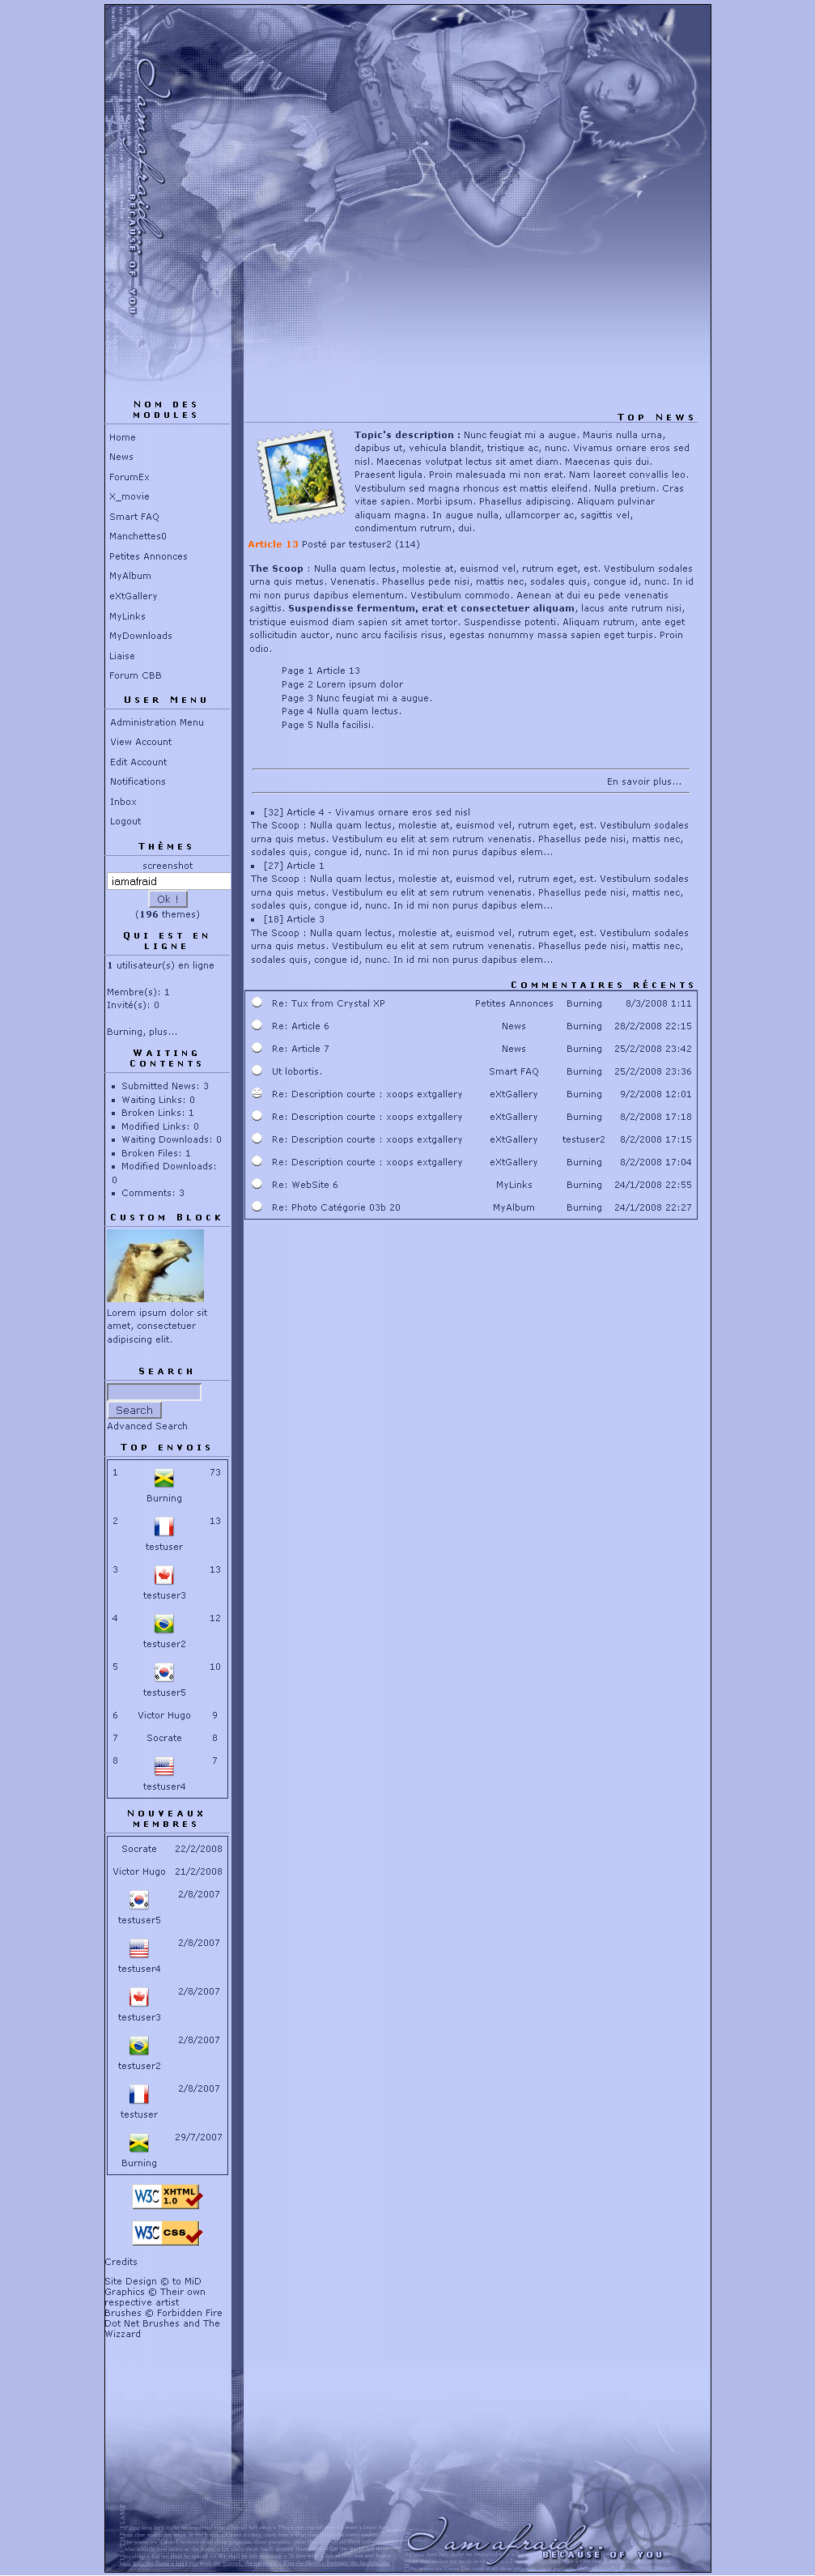 I am afraid...
BECAUSE OF YOU
Nom des
modules
Home
News
ForumEx
X_movie
Smart FAQ
Manchettes0
Petites Annonces
MyAlbum
eXtGallery
MyLinks
MyDownloads
Liaise
Forum CBB
User Menu
Administration Menu
View Account
Edit Account
Notifications
Inbox
Logout
Thèmes
screenshot
iamafraid
Ok !
(196 themes)
Qui est en
ligne
1 utilisateur(s) en ligne
Membre(s): 1
Invité(s): 0
Burning, plus...
Waiting
Contents
Submitted News: 3
Waiting Links: 0
Broken Links: 1
Modified Links: 0
Waiting Downloads: 0
Broken Files: 1
Modified Downloads:
0
Comments: 3
Custom Block
Lorem ipsum dolor sit
amet, consectetuer
adipiscing elit.
Search
Search
Advanced Search
Top envois
1 73
Burning
2 13
testuser
3 13
testuser3
4 12
testuser2
5 10
testuser5
6 Victor Hugo 9
7 Socrate 8
8 7
testuser4
Nouveaux
membres
Socrate 22/2/2008
Victor Hugo 21/2/2008
2/8/2007
testuser5
2/8/2007
testuser4
2/8/2007
testuser3
2/8/2007
testuser2
2/8/2007
testuser
29/7/2007
Burning
W3C XHTML 1.0
W3C css
Credits
Site Design © to MiD
Graphics © Their own
respective artist
Brushes © Forbidden Fire
Dot Net Brushes and The
Wizzard
Top News
Topic's description : Nunc feugiat mi a augue. Mauris nulla urna,
dapibus ut, vehicula blandit, tristique ac, nunc. Vivamus ornare eros sed
nisl. Maecenas volutpat lectus sit amet diam. Maecenas quis dui.
Praesent ligula. Proin malesuada mi non erat. Nam laoreet convallis leo.
Vestibulum sed magna rhoncus est mattis eleifend. Nulla pretium. Cras
vitae sapien. Morbi ipsum. Phasellus adipiscing. Aliquam pulvinar
aliquam magna. In augue nulla, ullamcorper ac, sagittis vel,
condimentum rutrum, dui.
Article 13 Posté par testuser2 (114)
The Scoop : Nulla quam lectus, molestie at, euismod vel, rutrum eget, est. Vestibulum sodales
urna quis metus. Venenatis. Phasellus pede nisi, mattis nec, sodales quis, congue id, nunc. In id
mi non purus dapibus elementum. Vestibulum commodo. Aenean at dui eu pede venenatis
sagittis. Suspendisse fermentum, erat et consectetuer aliquam, lacus ante rutrum nisi,
tristique euismod diam sapien sit amet tortor. Suspendisse potenti. Aliquam rutrum, ante eget
sollicitudin auctor, nunc arcu facilisis risus, egestas nonummy massa sapien eget turpis. Proin
odio.
Page 1 Article 13
Page 2 Lorem ipsum dolor
Page 3 Nunc feugiat mi a augue.
Page 4 Nulla quam lectus.
Page 5 Nulla facilisi.
En savoir plus...
[32] Article 4 - Vivamus ornare eros sed nisl
The Scoop : Nulla quam lectus, molestie at, euismod vel, rutrum eget, est. Vestibulum sodales
urna quis metus. Vestibulum eu elit at sem rutrum venenatis. Phasellus pede nisi, mattis nec,
sodales quis, congue id, nunc. In id mi non purus dapibus elem...
[27] Article 1
The Scoop : Nulla quam lectus, molestie at, euismod vel, rutrum eget, est. Vestibulum sodales
urna quis metus. Vestibulum eu elit at sem rutrum venenatis. Phasellus pede nisi, mattis nec,
sodales quis, congue id, nunc. In id mi non purus dapibus elem...
[18] Article 3
The Scoop : Nulla quam lectus, molestie at, euismod vel, rutrum eget, est. Vestibulum sodales
urna quis metus. Vestibulum eu elit at sem rutrum venenatis. Phasellus pede nisi, mattis nec,
sodales quis, congue id, nunc. In id mi non purus dapibus elem...
Commentaires récents
Re: Tux from Crystal XP Petites Annonces Burning 8/3/2008 1:11
Re: Article 6 News Burning 28/2/2008 22:15
Re: Article 7 News Burning 25/2/2008 23:42
Ut lobortis. Smart FAQ Burning 25/2/2008 23:36
Re: Description courte : xoops extgallery eXtGallery Burning 9/2/2008 12:01
Re: Description courte : xoops extgallery eXtGallery Burning 8/2/2008 17:18
Re: Description courte : xoops extgallery eXtGallery testuser2 8/2/2008 17:15
Re: Description courte : xoops extgallery eXtGallery Burning 8/2/2008 17:04
Re: WebSite 6 MyLinks Burning 24/1/2008 22:55
Re: Photo Catégorie 03b 20 MyAlbum Burning 24/1/2008 22:27
I am afraid...
BECAUSE OF YOU